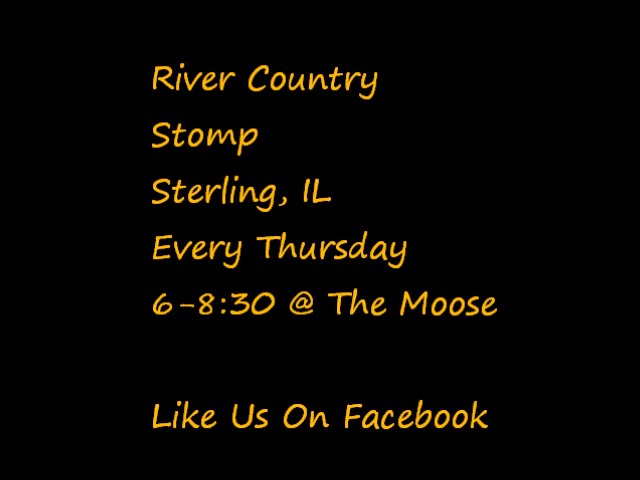 River Country
Stomp
Sterling, IL
Every Thursday
6-8:30 @ The Moose
Like Us On Facebook